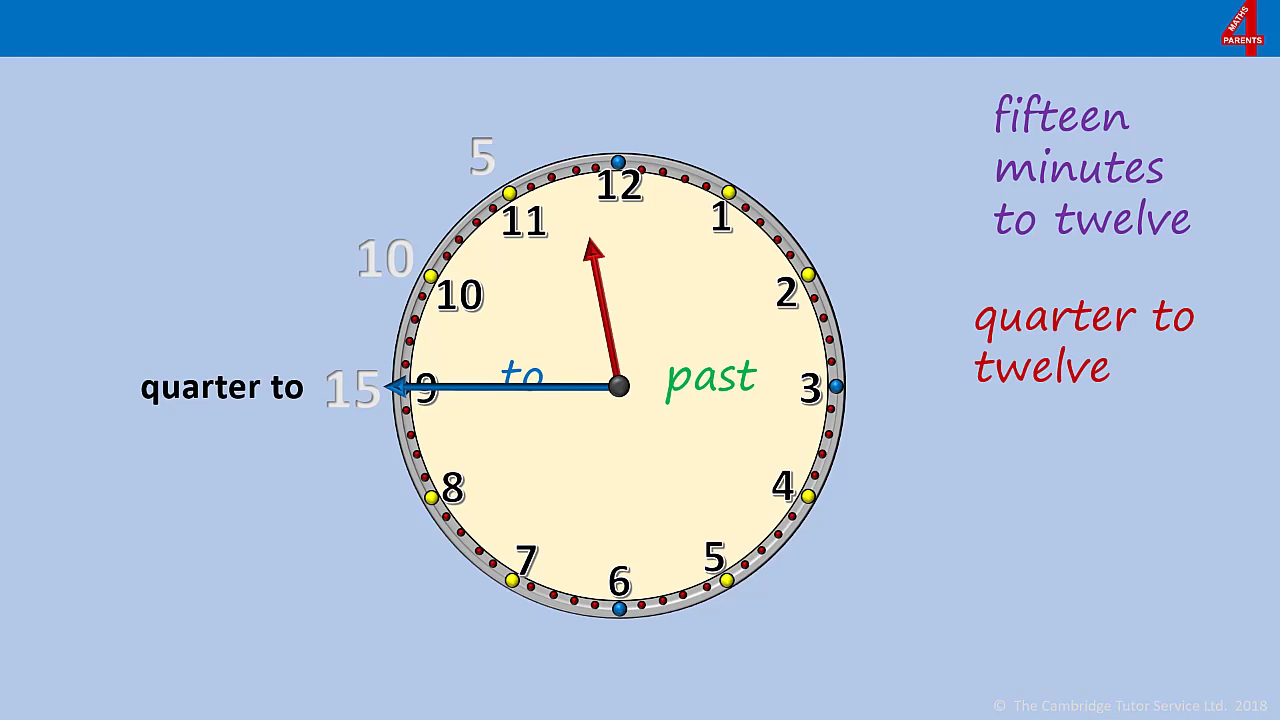 MATHS
4
PARENTS
fifteen
minutes
to twelve
quarter to
twelve
5
10
quarter to 15
12
1
2
3
4
5
6
7
8
9
10
11
to past
© The Cambridge Tutor Service Ltd. 2018